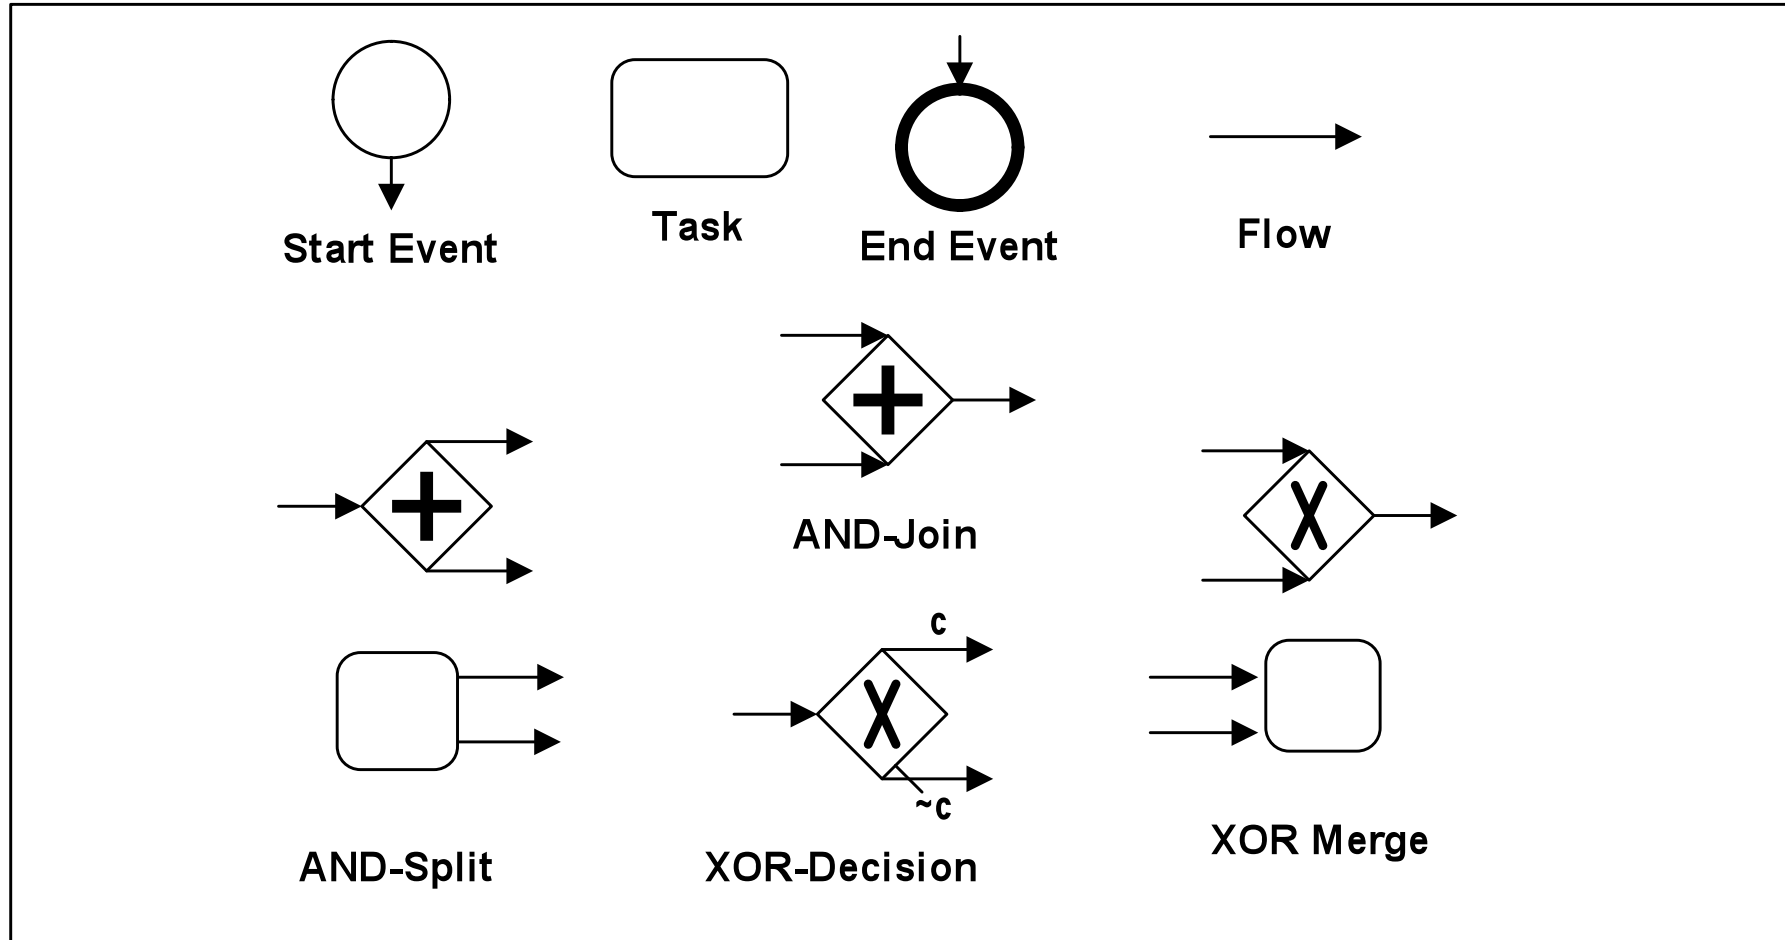 Start Event
Task
End Event
Flow
AND-Join
c
~c
AND-Split
XOR-Decision
XOR Merge